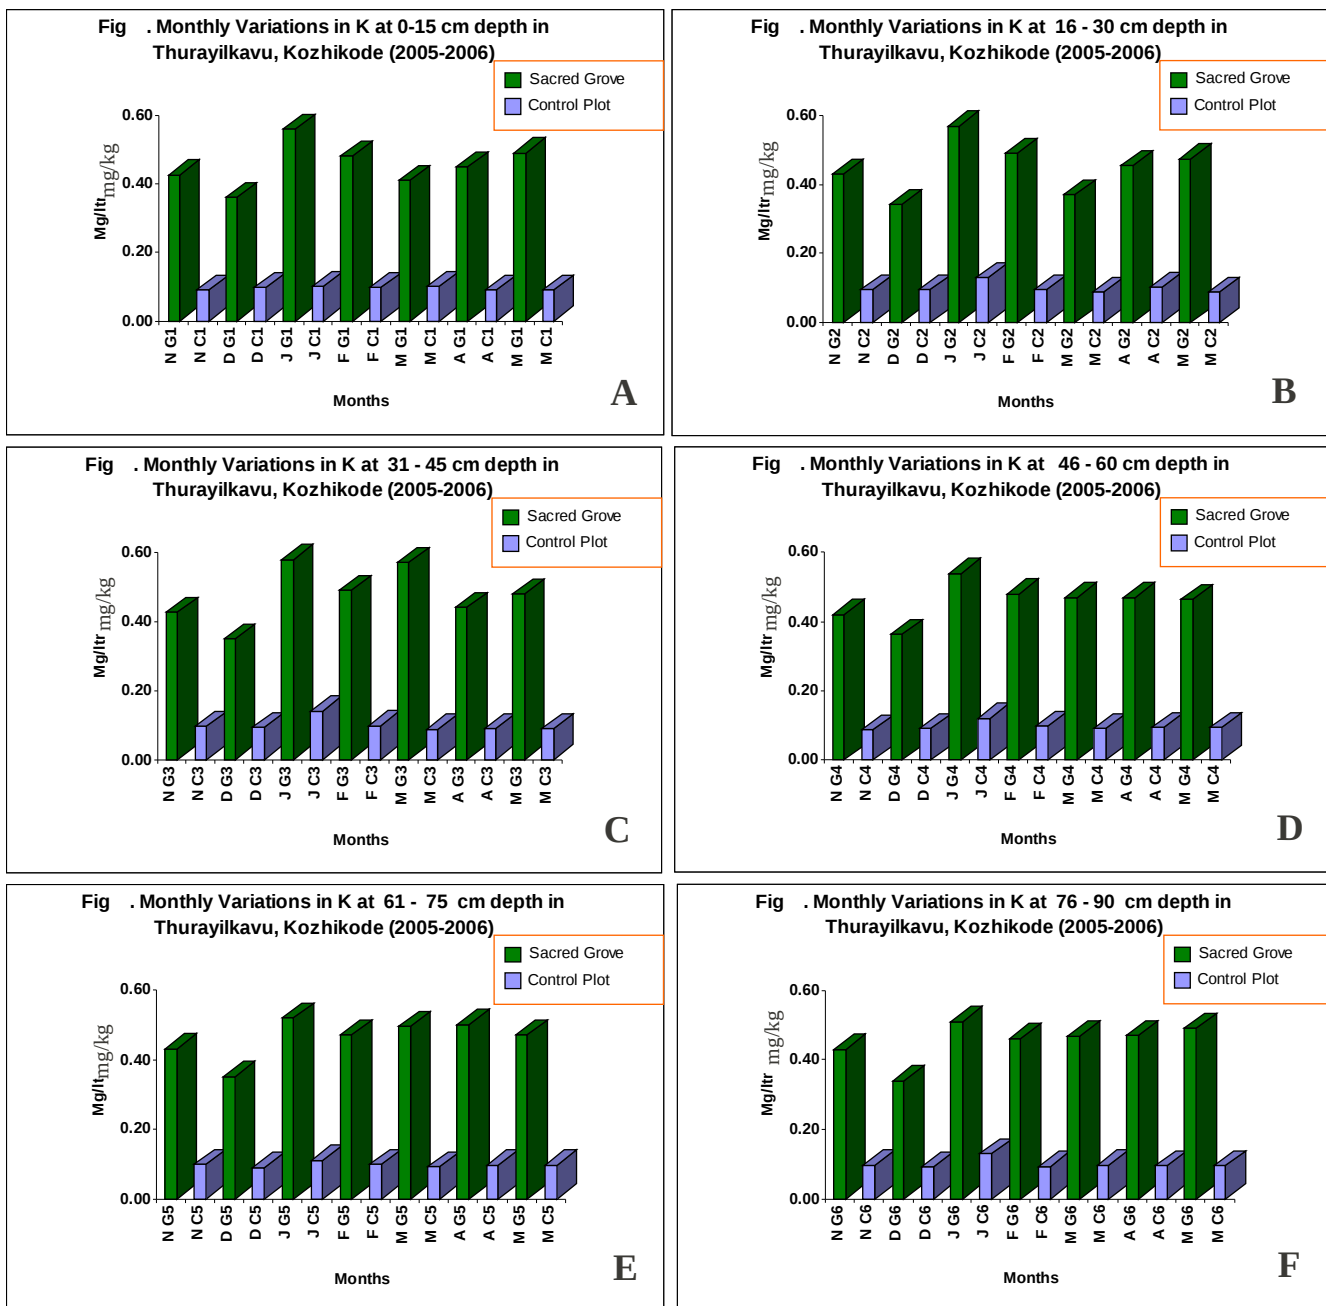 Fig . Monthly Variations in K at 0-15 cm depth in
Thurayilkavu, Kozhikode (2005-2006)
Sacred Grove
Control Plot
0.60
0.40
0.20
0.00
Mg/ltr mg/kg
N G1
N C1
D G1
D C1
J G1
J C1
F G1
F C1
M G1
M C1
A G1
A C1
M G1
M C1
Months
A
Fig . Monthly Variations in K at 16 - 30 cm depth in
Thurayilkavu, Kozhikode (2005-2006)
Sacred Grove
Control Plot
0.60
0.40
0.20
0.00
Mg/ltr mg/kg
N G2
N C2
D G2
D C2
J G2
J C2
F G2
F C2
M G2
M C2
A G2
A C2
M G2
M C2
Months
B
Fig . Monthly Variations in K at 31 - 45 cm depth in
Thurayilkavu, Kozhikode (2005-2006)
Sacred Grove
Control Plot
0.60
0.40
0.20
0.00
Mg/ltr mg/kg
N G3
N C3
D G3
D C3
J G3
J C3
F G3
F C3
M G3
M C3
A G3
A C3
M G3
M C3
Months
C
Fig . Monthly Variations in K at 46 - 60 cm depth in
Thurayilkavu, Kozhikode (2005-2006)
Sacred Grove
Control Plot
0.60
0.40
0.20
0.00
Mg/ltr mg/kg
N G4
N C4
D G4
D C4
J G4
J C4
F G4
F C4
M G4
M C4
A G4
A C4
M G4
M C4
Months
D
Fig . Monthly Variations in K at 61 - 75 cm depth in
Thurayilkavu, Kozhikode (2005-2006)
Sacred Grove
Control Plot
0.60
0.40
0.20
0.00
Mg/lt mg/kg
N G5
N C5
D G5
D C5
J G5
J C5
F G5
F C5
M G5
M C5
A G5
A C5
M G5
M C5
Months
E
Fig . Monthly Variations in K at 76 - 90 cm depth in
Thurayilkavu, Kozhikode (2005-2006)
Sacred Grove
Control Plot
0.60
0.40
0.20
0.00
Mg/ltr mg/kg
N G6
N C6
D G6
D C6
J G6
J C6
F G6
F C6
M G6
M C6
A G6
A C6
M G6
M C6
Months
F